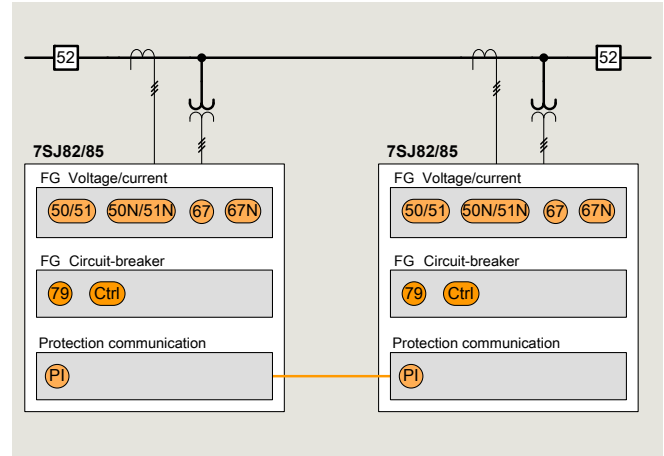 52 52
7SJ82/85 7SJ82/85
FG Voltage/current FG Voltage/current
50/51 50N/51N 67 67N 50/51 50N/51N 67 67N
FG Circuit-breaker FG Circuit-breaker
79 Ctrl 79 Ctrl
Protection communication Protection communication
PI PI